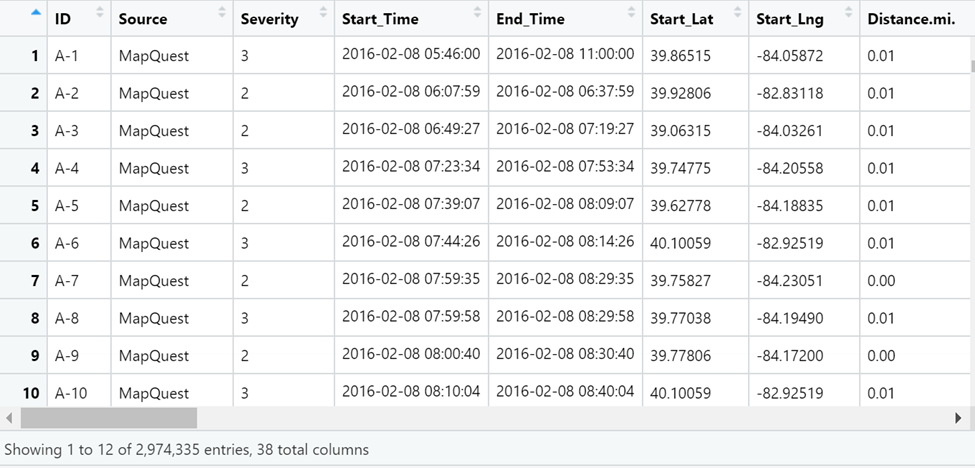 ID Source Severity Start_Time End_Time Start_Lat Start_Lng Distance.mi.
1 A-1 MapQuest 3 2016-02-08 05:46:00 2016-02-08 11:00:00 39.86515 -84.05872 0.01
2 A-2 MapQuest 2 2016-02-08 06:07:59 2016-02-08 06:37:59 39.92806 -82.83118 0.01
3 A-3 MapQuest 2 2016-02-08 06:49:27 2016-02-08 07:19:27 39.06315 -84.03261 0.01
4 A-4 MapQuest 3 2016-02-08 07:23:34 2016-02-08 07:53:34 39.74775 -84.20558 0.01
5 A-5 MapQuest 2 2016-02-08 07:39:07 2016-02-08 08:09:07 39.62778 -84.18835 0.01
6 A-6 MapQuest 3 2016-02-08 07:44:26 2016-02-08 08:14:26 40.10059 -82.92519 0.01
7 A-7 MapQuest 2 2016-02-08 07:59:35 2016-02-08 08:29:35 39.75827 -84.23051 0.00
8 A-8 MapQuest 3 2016-02-08 07:59:58 2016-02-08 08:29:58 39.77038 -84.19490 0.01
9 A-9 MapQuest 2 2016-02-08 08:00:40 2016-02-08 08:30:40 39.77806 -84.17200 0.00
10 A-10 MapQuest 3 2016-02-08 08:10:04 2016-02-08 08:40:04 40.10059 -82.92519 0.01
Showing 1 to 12 of 2,974,335 entries, 38 total columns